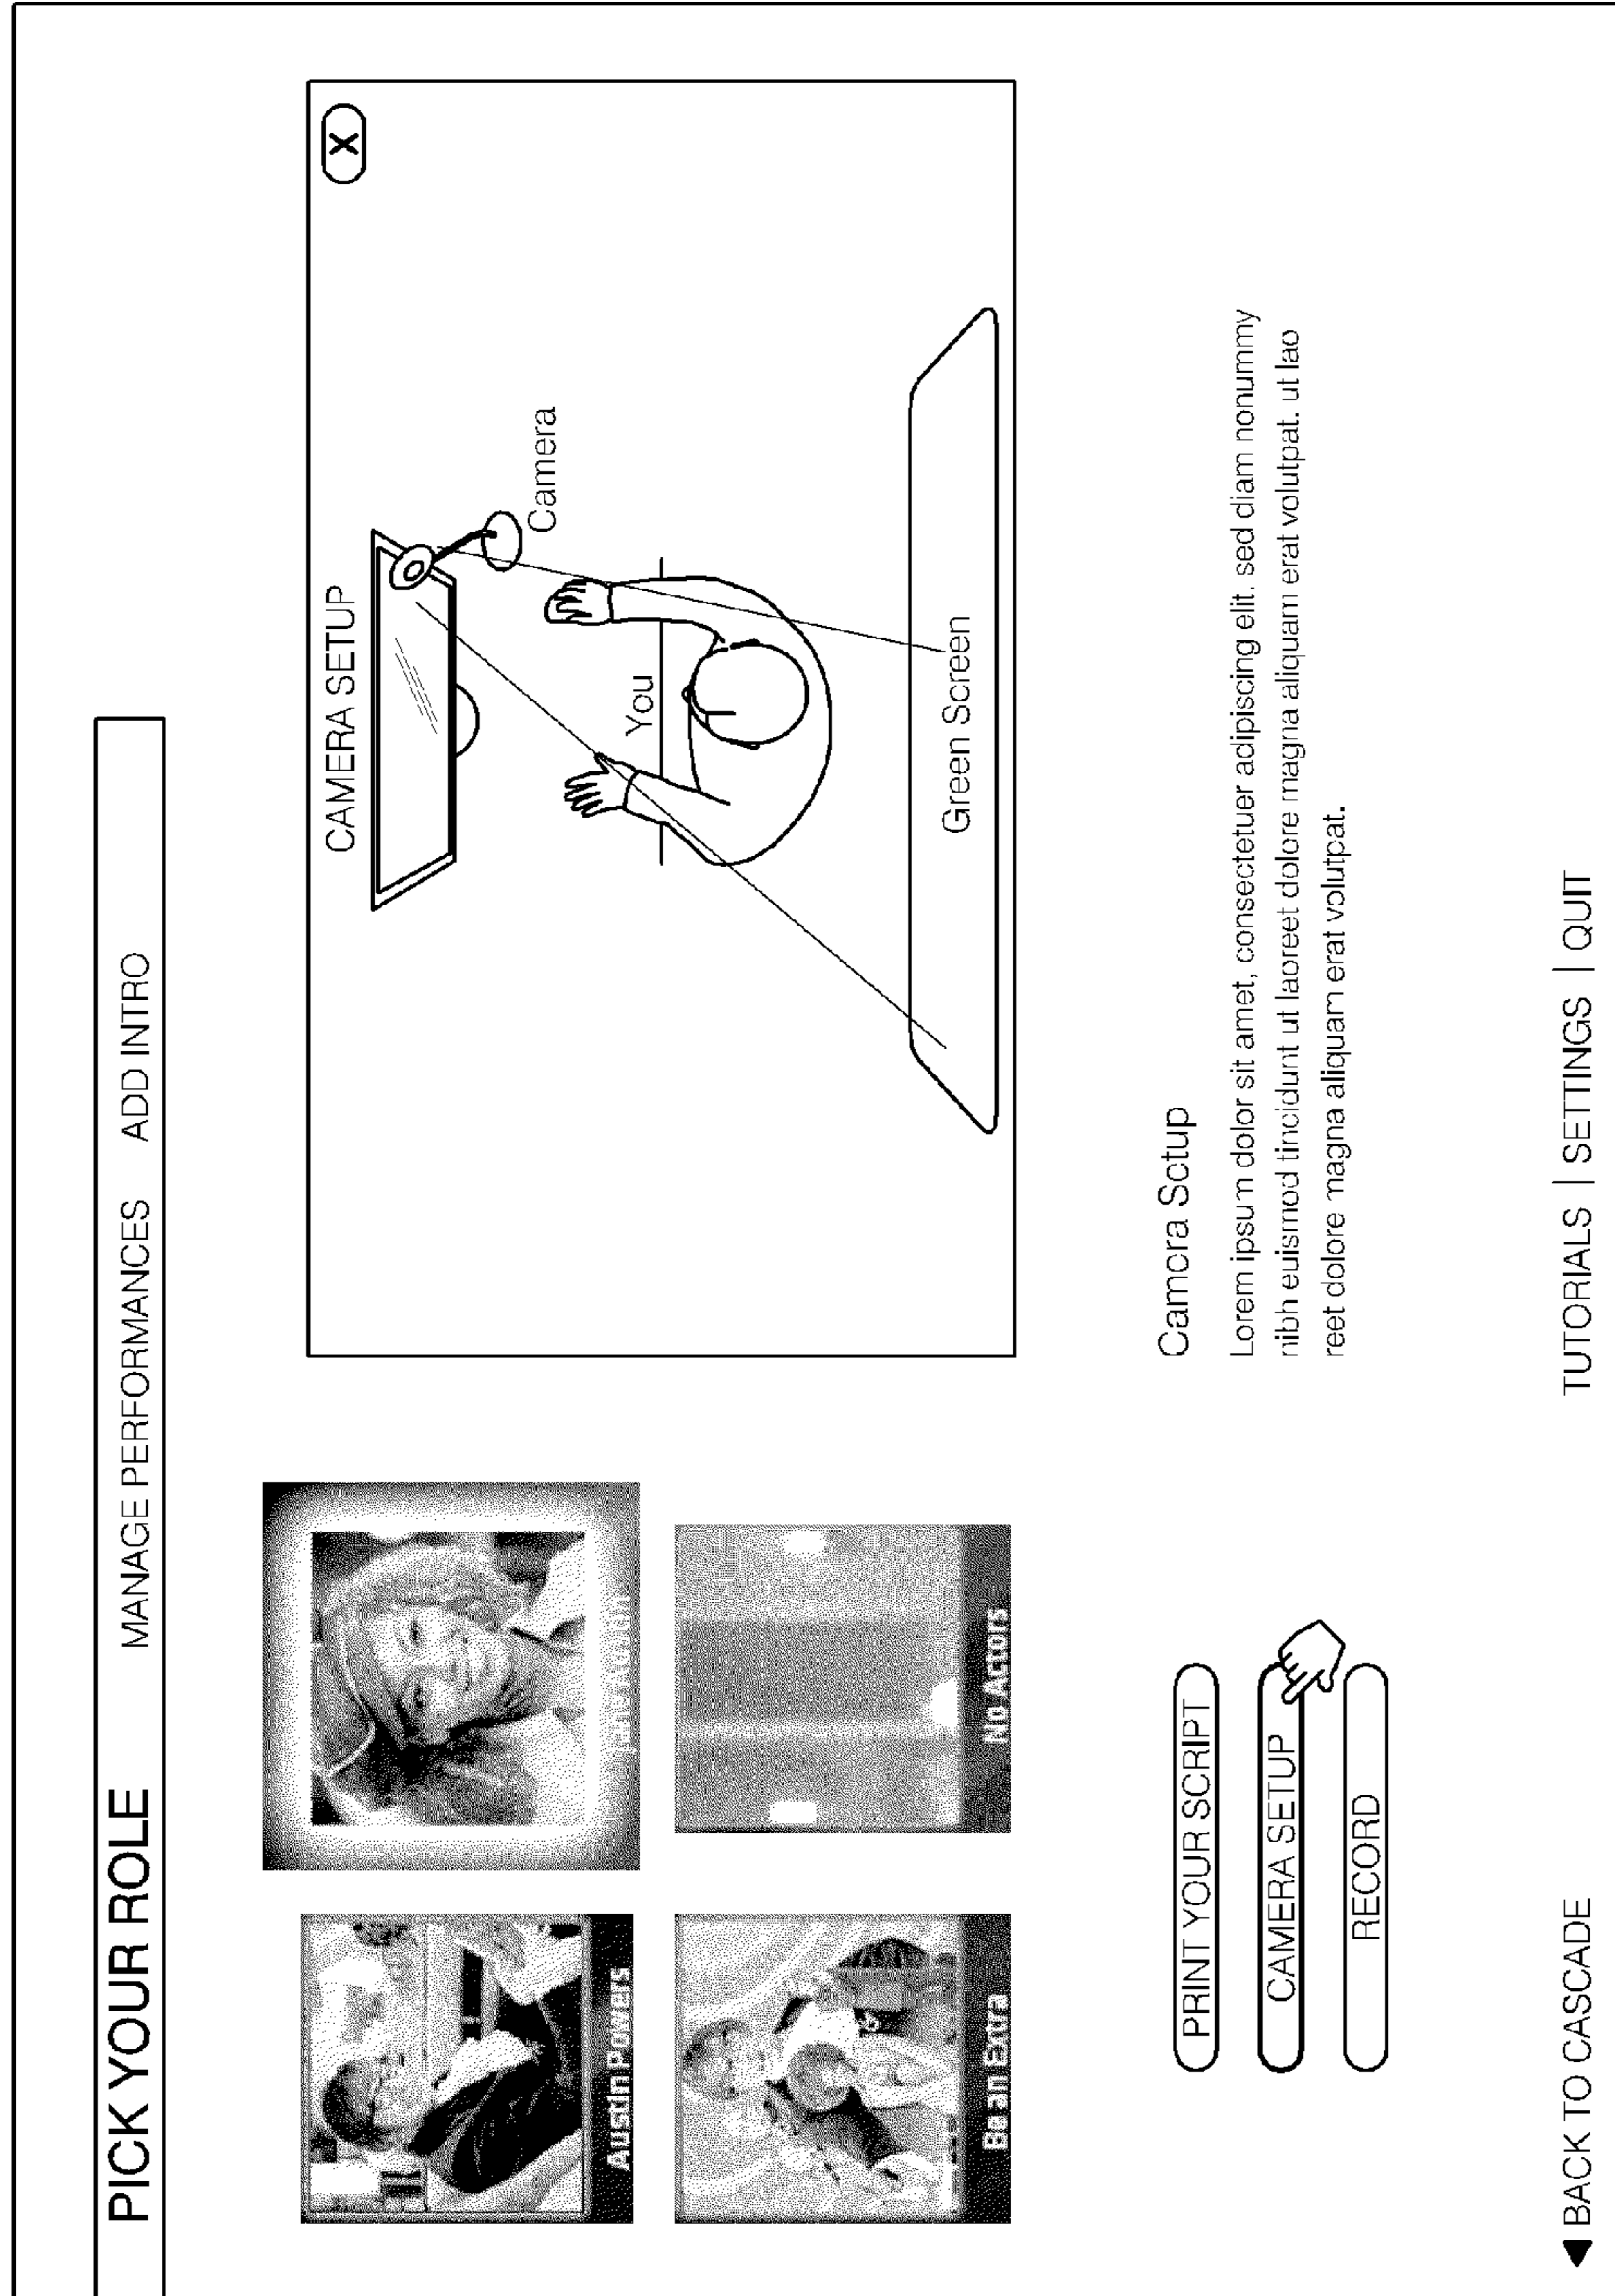 PICK YOUR ROLE
MANAGE PERFORMANCES
ADD INTRO
Austin Powers
Be an Extra
No Actors
PRINT YOUR SCRIPT
CAMERA SETUP
RECORD
X
CAMERA SETUP
Camera
You
Green Screen
Camera Setup
Lorem ipsum dolor sit amet, consectetuer adipiscing elit. sed diam nonummy
nibh euismod tincidunt ut laoreet dolore magna aliquam erat volutpat. ut lao
reet dolore magna aliquam erat volutpat.
BACK TO CASCADE
TUTORIALS | SETTINGS | QUIT